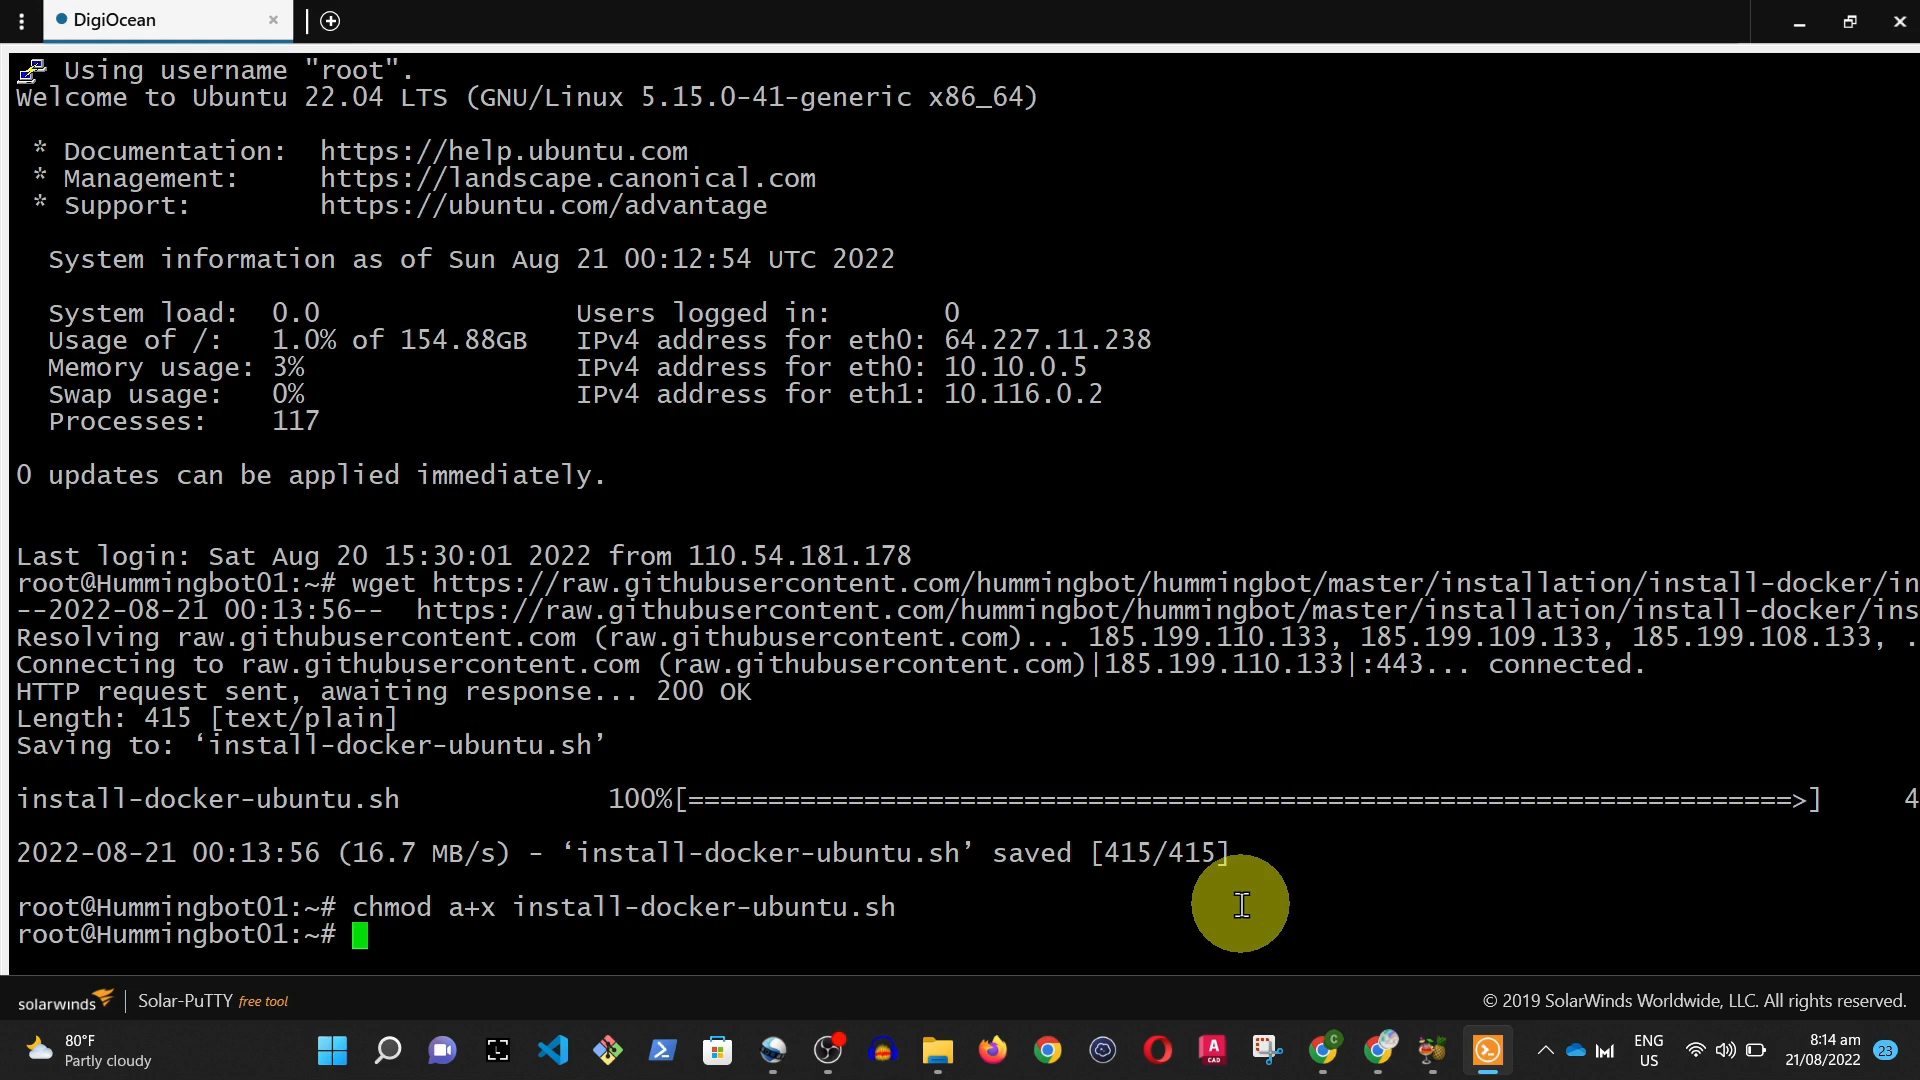 DigiOcean
Using username "root".
Welcome to Ubuntu 22.04 LTS (GNU/Linux 5.15.0-41-generic x86_64)
* Documentation: https://help.ubuntu.com
* Management: https://landscape.canonical.com
* Support: https://ubuntu.com/advantage
System information as of Sun Aug 21 00:12:54 UTC 2022
System load: 0.0 Users logged in: 0
Usage of /: 1.0% of 154.88GB IPv4 address for eth0: 64.227.11.238
Memory usage: 3% IPv4 address for eth0: 10.10.0.5
Swap usage: 0% IPv4 address for eth1: 10.116.0.2
Processes: 117
0 updates can be applied immediately.
Last login: Sat Aug 20 15:30:01 2022 from 110.54.181.178
root@Hummingbot01:~# wget https://raw.githubusercontent.com/hummingbot/hummingbot/master/installation/install-docker/in
--2022-08-21 00:13:56-- https://raw.githubusercontent.com/hummingbot/hummingbot/master/installation/install-docker/ins
Resolving raw.githubusercontent.com (raw.githubusercontent.com)... 185.199.110.133, 185.199.109.133, 185.199.108.133, .
Connecting to raw.githubusercontent.com (raw.githubusercontent.com)|185.199.110.133|:443... connected.
HTTP request sent, awaiting response... 200 OK
Length: 415 [text/plain]
Saving to: ‘install-docker-ubuntu.sh’
install-docker-ubuntu.sh 100%[=====================================================================>] 4
2022-08-21 00:13:56 (16.7 MB/s) - ‘install-docker-ubuntu.sh’ saved [415/415]
root@Hummingbot01:~# chmod a+x install-docker-ubuntu.sh
root@Hummingbot01:~#
solarwinds Solar-PuTTY free tool © 2019 SolarWinds Worldwide, LLC. All rights reserved.
80°F
Partly cloudy
A
CAD
C
ENG
US
8:14 am
21/08/2022
23